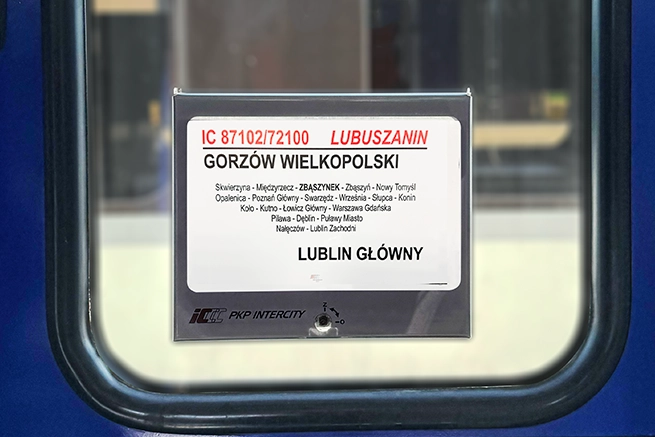 IC 87102/72100 LUBUSZANIN
GORZÓW WIELKOPOLSKI
Skwierzyna - Międzyrzecz - ZBĄSZYNEK - Zbąszyń - Nowy Tomyśl
Opalenica - Poznań Główny - Swarzędz - Września - Słupca - Konin
Koło - Kutno - Łowicz Główny - Warszawa Gdańska
Pilawa - Dęblin - Puławy Miasto
Nałęczów - Lublin Zachodni
LUBLIN GŁÓWNY
IC PKP INTERCITY